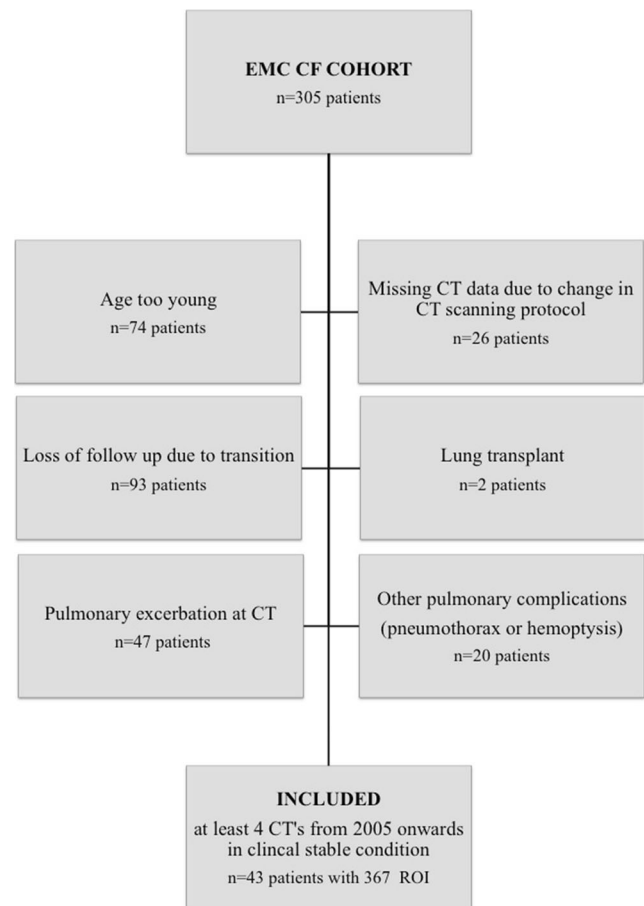 EMC CF COHORT
n=305 patients
Age too young
n=74 patients
Missing CT data due to change in
CT scanning protocol
n=26 patients
Loss of follow up due to transition
n=93 patients
Lung transplant
n=2 patients
Pulmonary excerbation at CT
n=47 patients
Other pulmonary complications
(pneumothorax or hemoptysis)
n=20 patients
INCLUDED
at least 4 CT's from 2005 onwards
in clincal stable condition
n=43 patients with 367 ROI